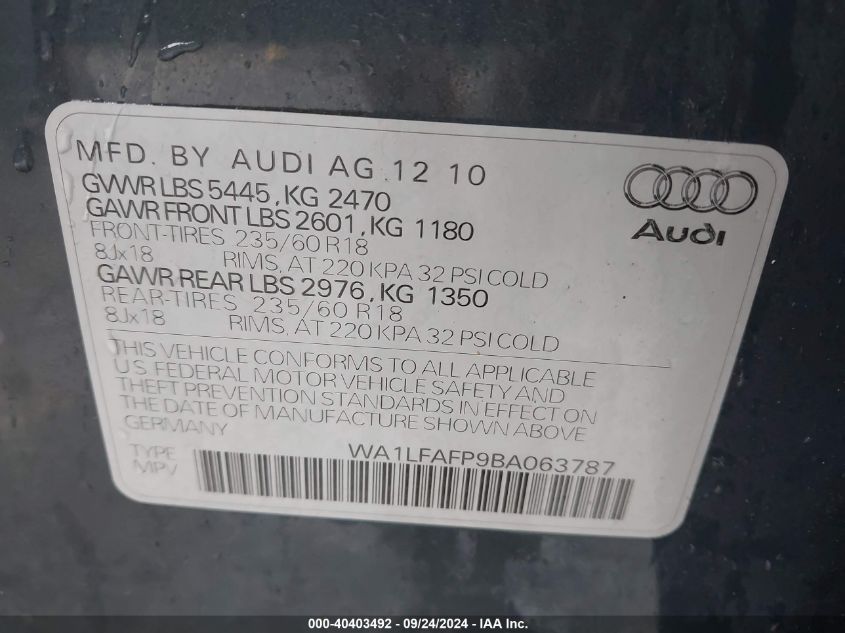 MFD. BY AUDI AG 12 10
GVWR LBS 5445, KG 2470
GAWR FRONT LBS 2601, KG 1180
FRONT-TIRES 235/60 R18
8Jx18 RIMS, AT 220 KPA 32 PSI COLD
GAWR REAR LBS 2976, KG 1350
REAR-TIRES 235/60 R18
8Jx18 RIMS, AT 220 KPA 32 PSI COLD
Audi
THIS VEHICLE CONFORMS TO ALL APPLICABLE
U.S. FEDERAL MOTOR VEHICLE SAFETY AND
THEFT PREVENTION STANDARDS IN EFFECT ON
THE DATE OF MANUFACTURE SHOWN ABOVE
GERMANY
TYPE WA1LFAFP9BA063787
MPV
000-40403492 - 09/24/2024 - IAA Inc.